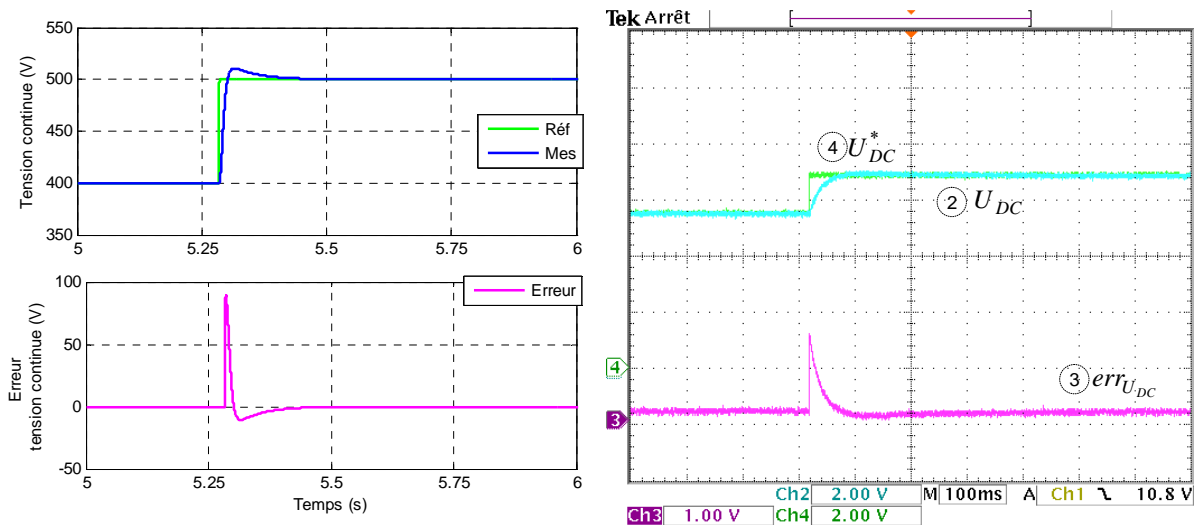 550
500
450
400
350
Tension continue (V)
Réf
Mes
5
5.25
5.5
5.75
6
100
50
0
-50
Erreur
tension continue (V)
Erreur
5
5.25
5.5
5.75
6
Temps (s)
Tek Arrêt
4 U*DC
2 UDC
3 errUDC
4
3
Ch2 2.00 V M 100ms A Ch1 10.8 V
Ch3 1.00 V Ch4 2.00 V